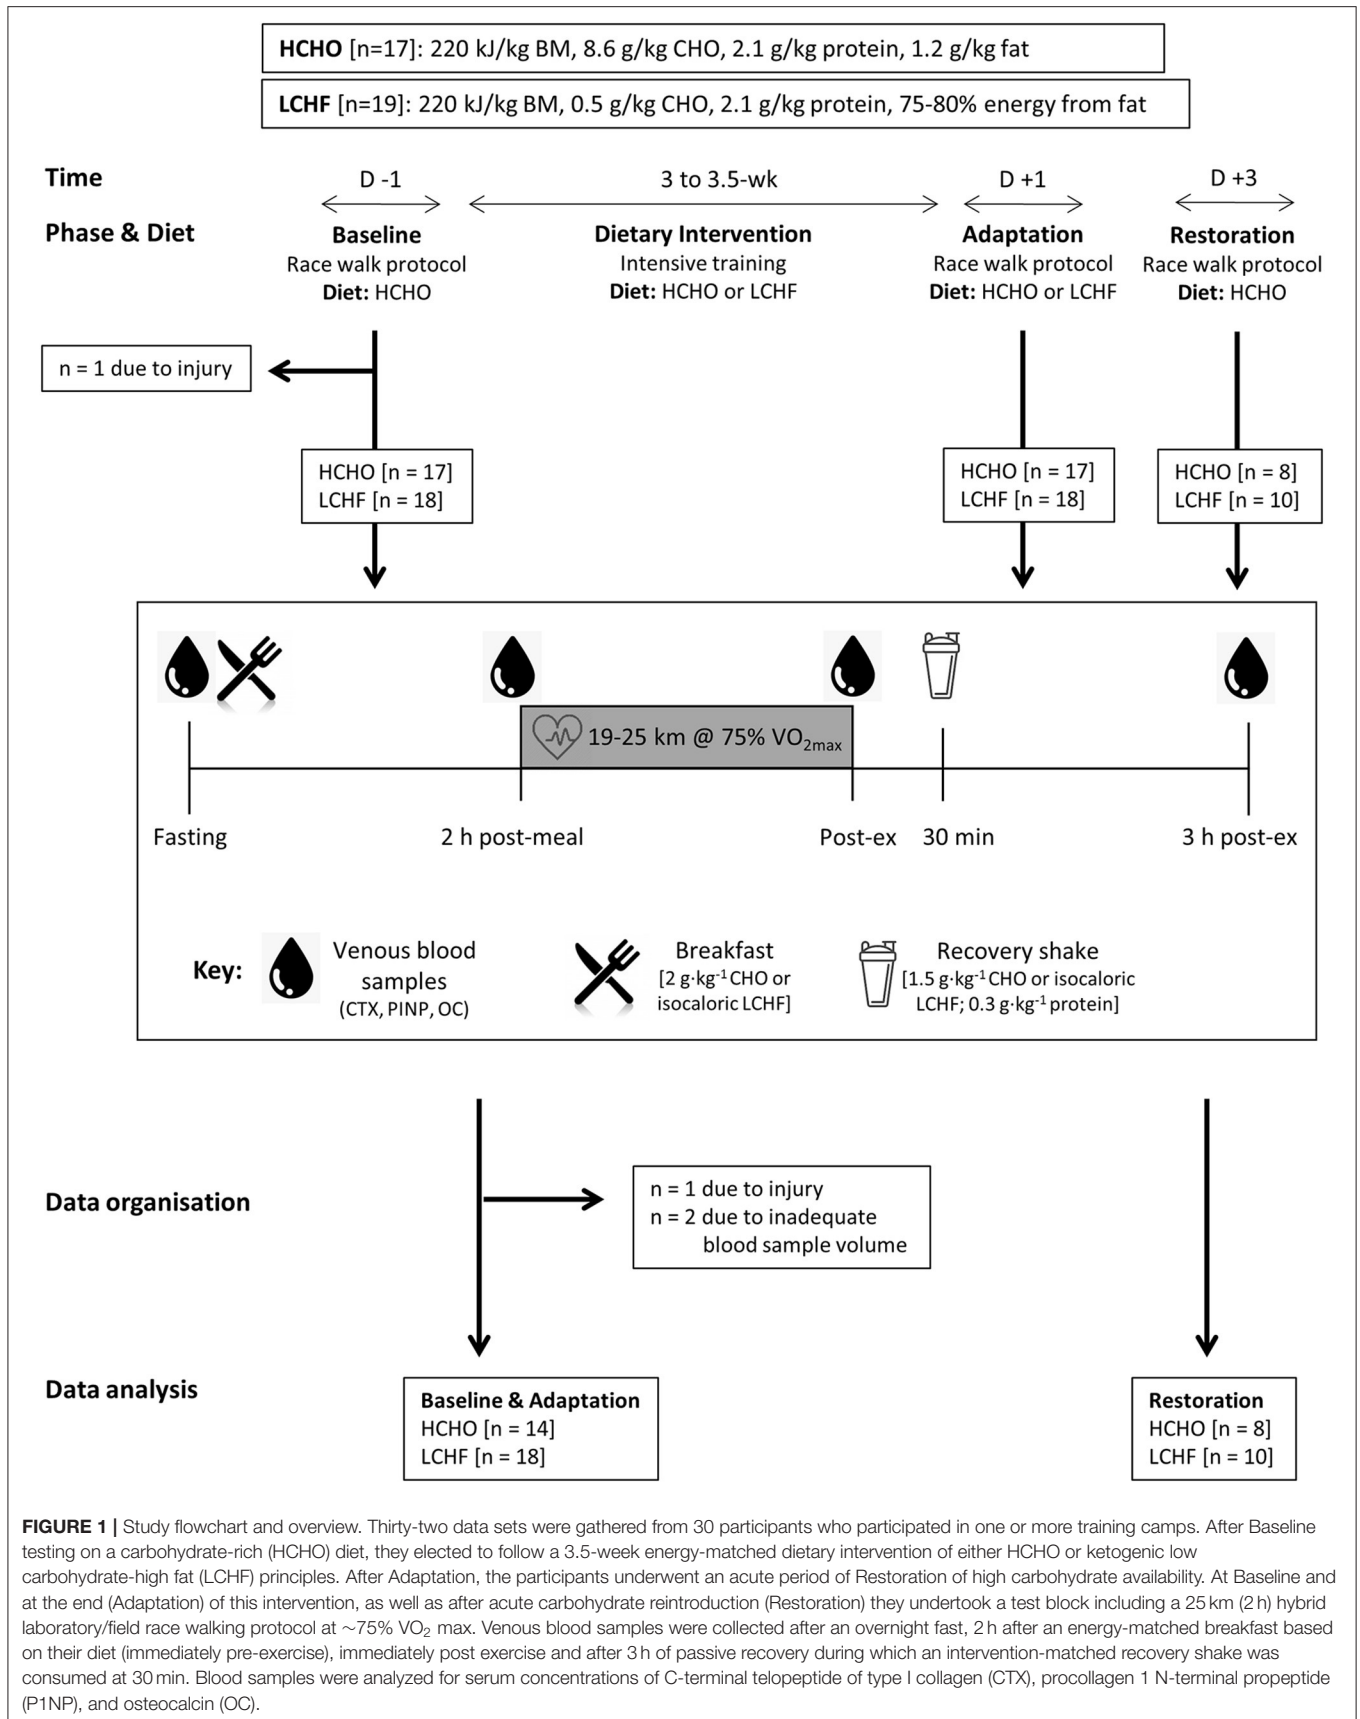 HCHO [n=17]: 220 kJ/kg BM, 8.6 g/kg CHO, 2.1 g/kg protein, 1.2 g/kg fat
LCHF [n=19]: 220 kJ/kg BM, 0.5 g/kg CHO, 2.1 g/kg protein, 75-80% energy from fat
Time
D -1
3 to 3.5-wk
D +1
D +3
Phase & Diet
Baseline
Race walk protocol
Diet: HCHO
Dietary Intervention
Intensive training
Diet: HCHO or LCHF
Adaptation
Race walk protocol
Diet: HCHO or LCHF
Restoration
Race walk protocol
Diet: HCHO
n = 1 due to injury
HCHO [n = 17]
LCHF [n = 18]
HCHO [n = 17]
LCHF [n = 18]
HCHO [n = 8]
LCHF [n = 10]
19-25 km @ 75% VO2max
Fasting
2 h post-meal
Post-ex
30 min
3 h post-ex
Key:
Venous blood
samples
(CTX, PINP, OC)
Breakfast
[2 g·kg-1 CHO or
isocaloric LCHF]
Recovery shake
[1.5 g·kg-1 CHO or isocaloric
LCHF; 0.3 g·kg-1 protein]
Data organisation
n = 1 due to injury
n = 2 due to inadequate
blood sample volume
Data analysis
Baseline & Adaptation
HCHO [n = 14]
LCHF [n = 18]
Restoration
HCHO [n = 8]
LCHF [n = 10]
FIGURE 1 | Study flowchart and overview. Thirty-two data sets were gathered from 30 participants who participated in one or more training camps. After Baseline
testing on a carbohydrate-rich (HCHO) diet, they elected to follow a 3.5-week energy-matched dietary intervention of either HCHO or ketogenic low
carbohydrate-high fat (LCHF) principles. After Adaptation, the participants underwent an acute period of Restoration of high carbohydrate availability. At Baseline and
at the end (Adaptation) of this intervention, as well as after acute carbohydrate reintroduction (Restoration) they undertook a test block including a 25 km (2 h) hybrid
laboratory/field race walking protocol at ~75% VO2 max. Venous blood samples were collected after an overnight fast, 2 h after an energy-matched breakfast based
on their diet (immediately pre-exercise), immediately post exercise and after 3 h of passive recovery during which an intervention-matched recovery shake was
consumed at 30 min. Blood samples were analyzed for serum concentrations of C-terminal telopeptide of type I collagen (CTX), procollagen 1 N-terminal propeptide
(P1NP), and osteocalcin (OC).